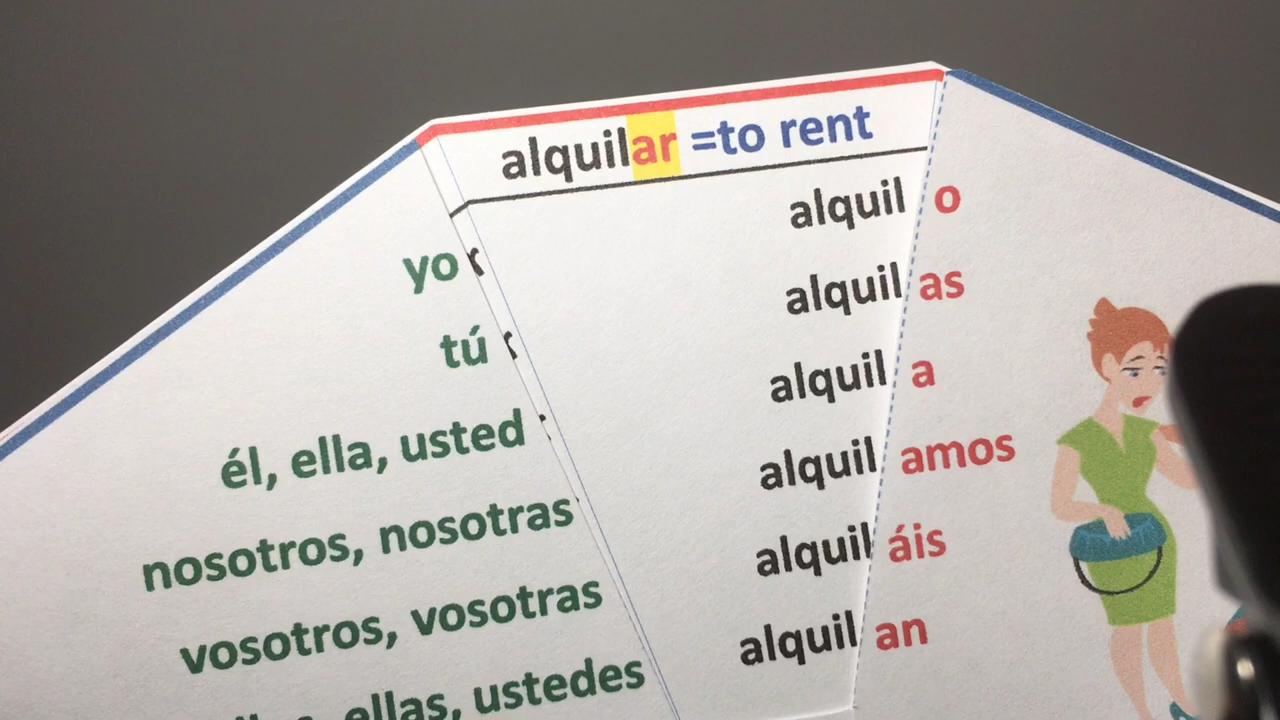 alquilar =to rent
yo alquil o
tú alquil as
él, ella, usted alquil a
nosotros, nosotras alquil amos
vosotros, vosotras alquil áis
ellas, ustedes alquil an